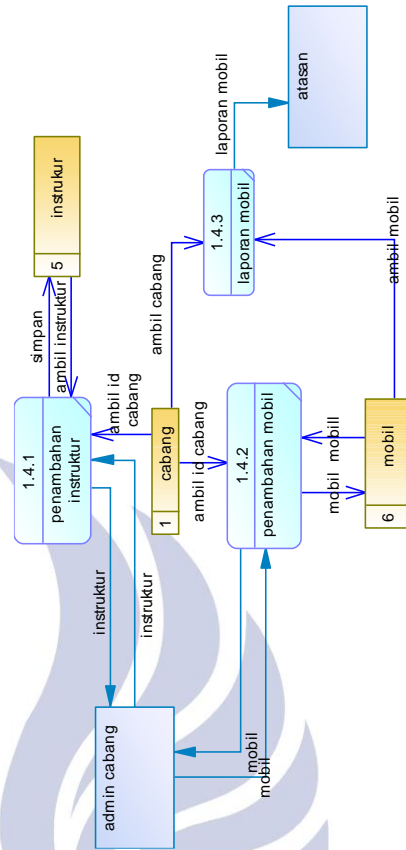 admin cabang
instruktur
instruktur
mobil
mobil
1.4.1
penambahan
instruktur
simpan
ambil instruktur
5
instrukur
ambil id
cabang
1
cabang
ambil id cabang
ambil cabang
1.4.2
penambahan mobil
mobil
mobill
6
mobil
1.4.3
laporan mobil
ambil mobil
laporan mobil
atasan